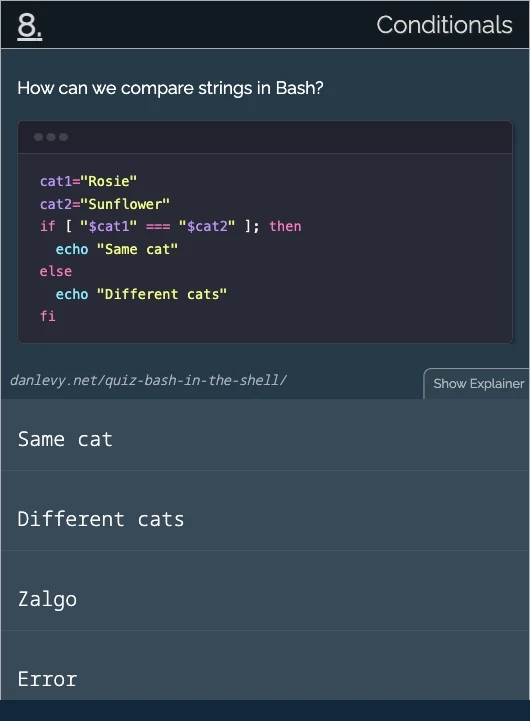 8.
Conditionals
How can we compare strings in Bash?
cat1="Rosie"
cat2="Sunflower"
if [ "$cat1" === "$cat2" ]; then
  echo "Same cat"
else
  echo "Different cats"
fi
danlevy.net/quiz-bash-in-the-shell/
Show Explainer
Same cat
Different cats
Zalgo
Error